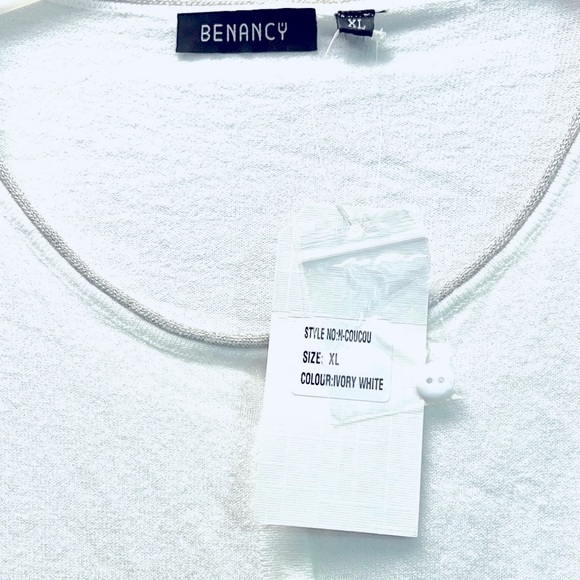 BENANCY
XL
STYLE NO:M-COUCOU
SIZE: XL
COLOUR:IVORY WHITE